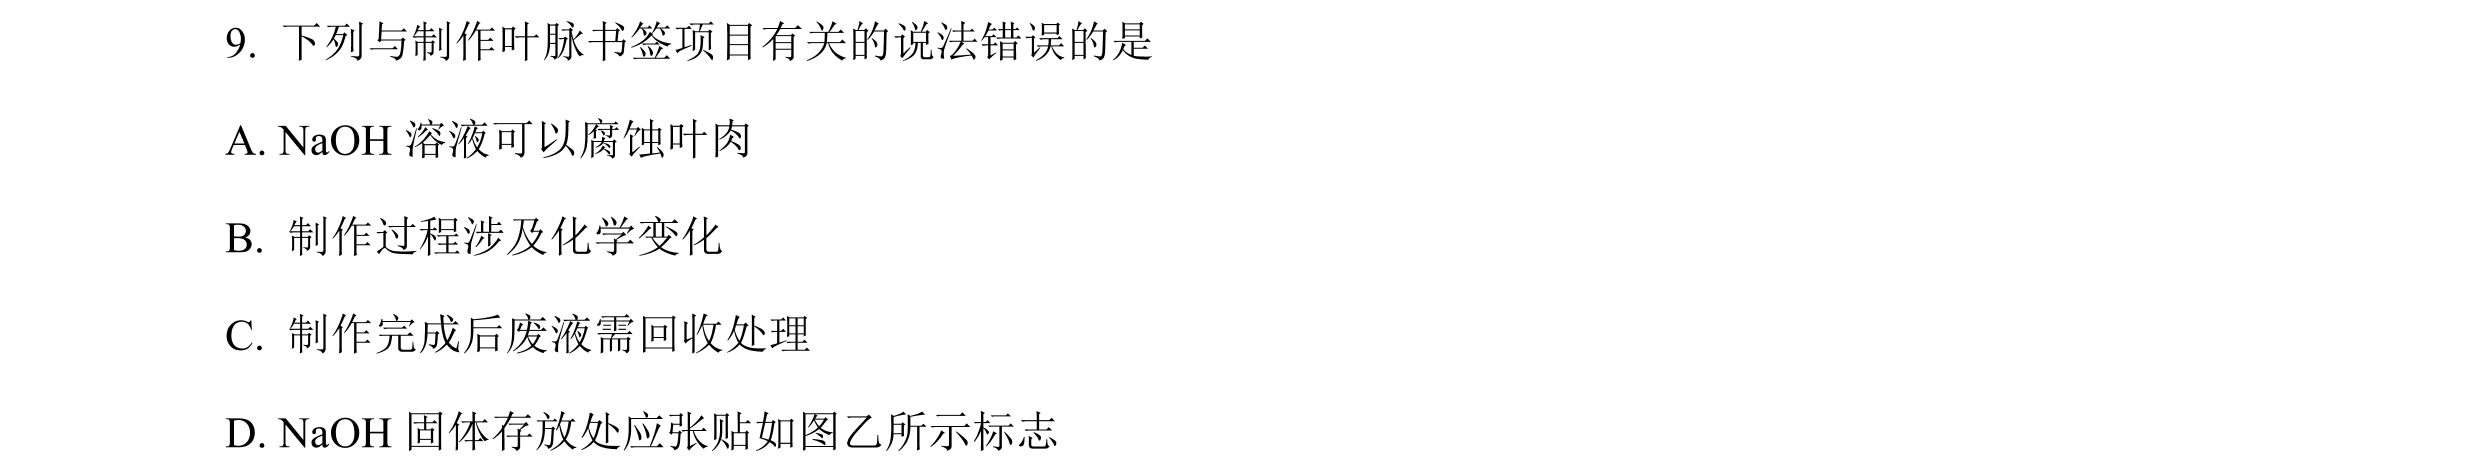 9. 下列与制作叶脉书签项目有关的说法错误的是
A. NaOH 溶液可以腐蚀叶肉
B. 制作过程涉及化学变化
C. 制作完成后废液需回收处理
D. NaOH 固体存放处应张贴如图乙所示标志